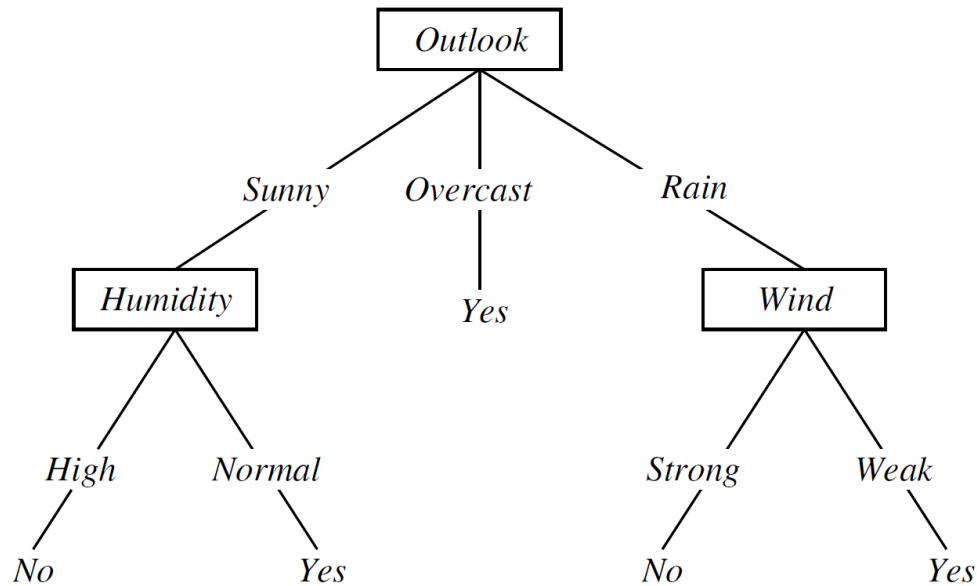 Outlook
Sunny Overcast Rain
Humidity Yes Wind
High Normal Strong Weak
No Yes No Yes